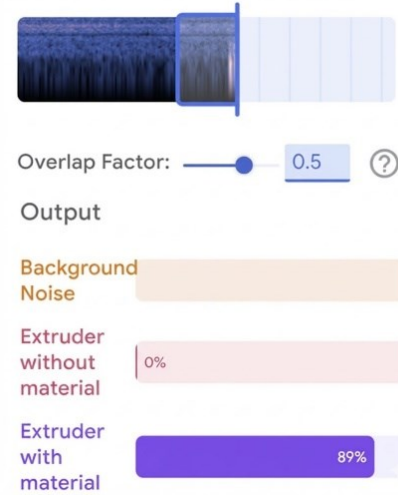 Overlap Factor: 0.5 ?
Output
Background
Noise
Extruder
without
material
0%
Extruder
with
material
89%